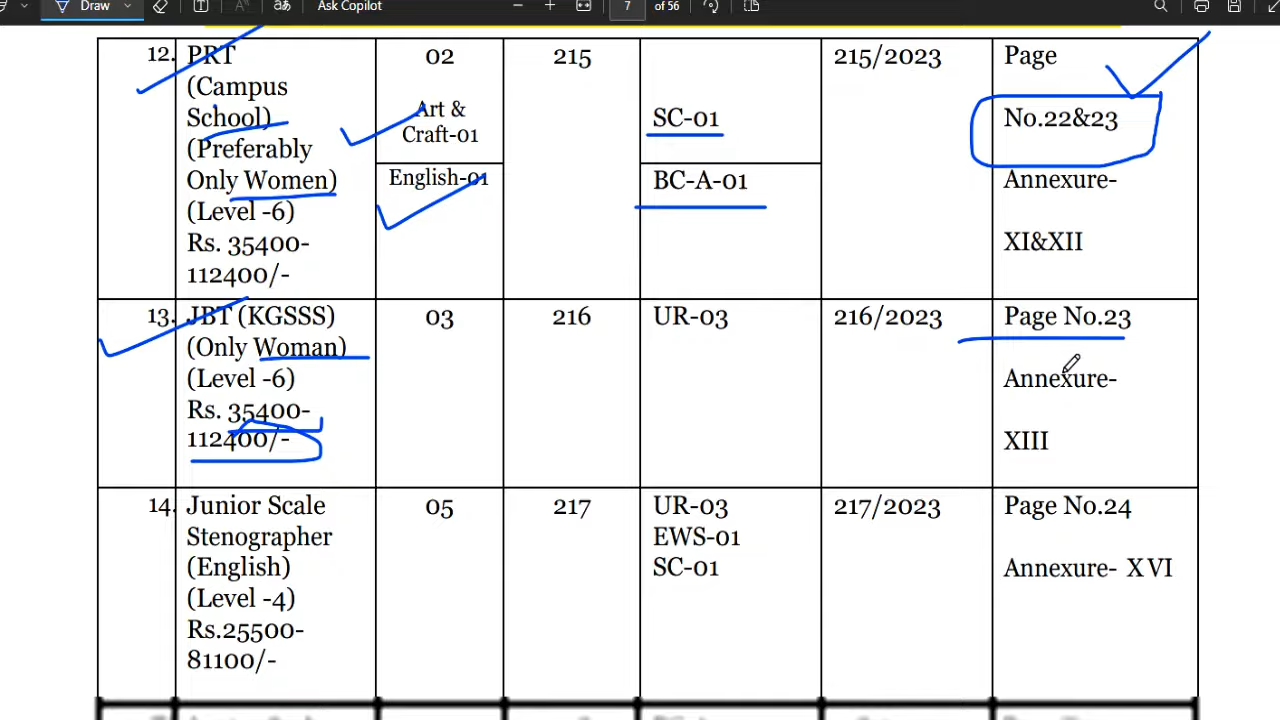 Draw
Ask Copilot
7 of 56
12. PRT
(Campus
School)
(Preferably
Only Women)
(Level -6)
Rs. 35400-
112400/-
02
Art &
Craft-01
English-01
215
SC-01
BC-A-01
215/2023
Page
No.22&23
Annexure-
XI&XII
13. JBT (KGSSS)
(Only Woman)
(Level -6)
Rs. 35400-
112400/-
03
216
UR-03
216/2023
Page No.23
Annexure-
XIII
14. Junior Scale
Stenographer
(English)
(Level -4)
Rs.25500-
81100/-
05
217
UR-03
EWS-01
SC-01
217/2023
Page No.24
Annexure- XVI